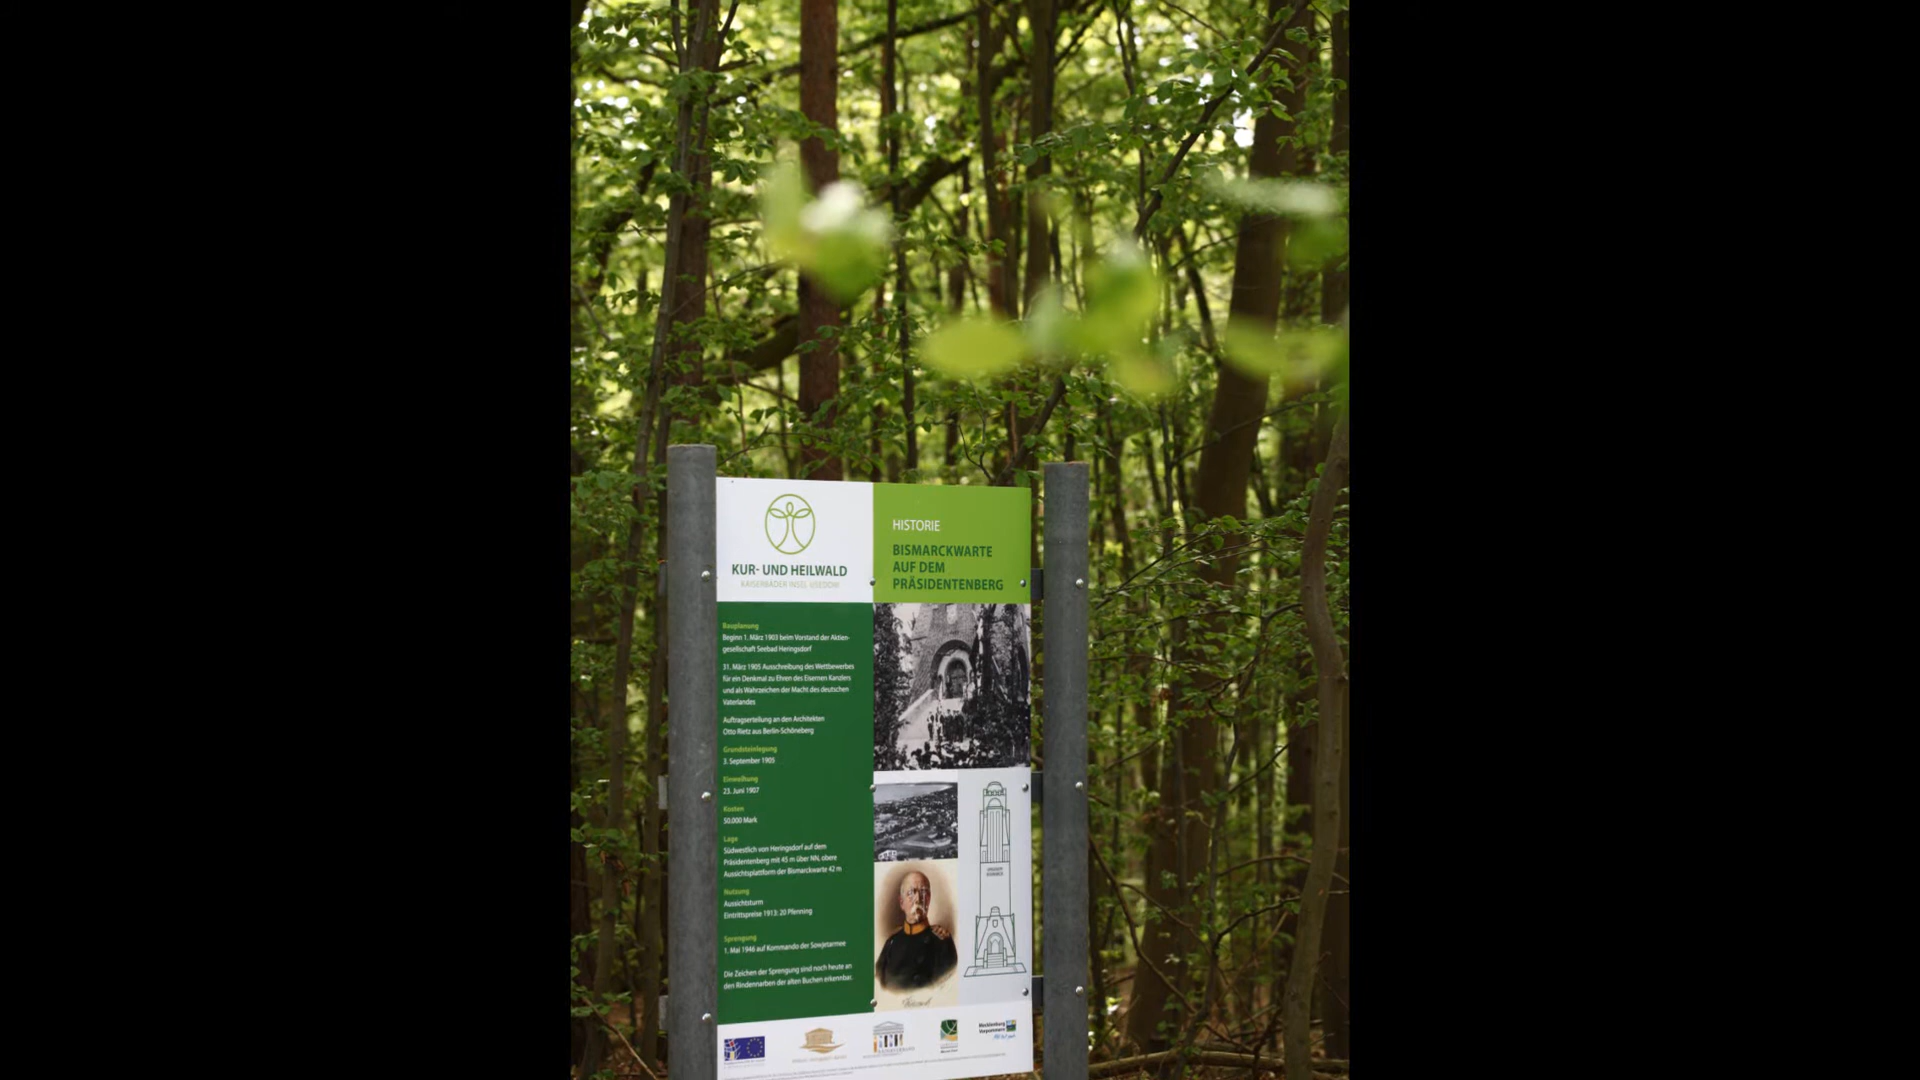 KUR- UND HEILWALD
KAISERBÄDER INSEL USEDOM
HISTORIE
BISMARCKWARTE
AUF DEM
PRÄSIDENTENBERG
Bauplanung
Beginn 1. März 1903 beim Vorstand der Aktien-
gesellschaft Seebad Heringsdorf
31. März 1905 Ausschreibung des Wettbewerbes
für ein Denkmal zu Ehren des Eisernen Kanzlers
und als Wahrzeichen der Macht des deutschen
Vaterlandes
Auftragserteilung an den Architekten
Otto Rietz aus Berlin-Schöneberg
Grundsteinlegung
3. September 1905
Einweihung
23. Juni 1907
Kosten
50.000 Mark
Lage
Südwestlich von Heringsdorf auf dem
Präsidentenberg mit 45 m über NN, obere
Aussichtsplattform der Bismarckwarte 42 m
Nutzung
Aussichtsturm
Eintrittspreise 1913: 20 Pfenning
Sprengung
1. Mai 1946 auf Kommando der Sowjetarmee
Die Zeichen der Sprengung sind noch heute an
den Rindennarben der alten Buchen erkennbar.
Mecklenburg
Vorpommern